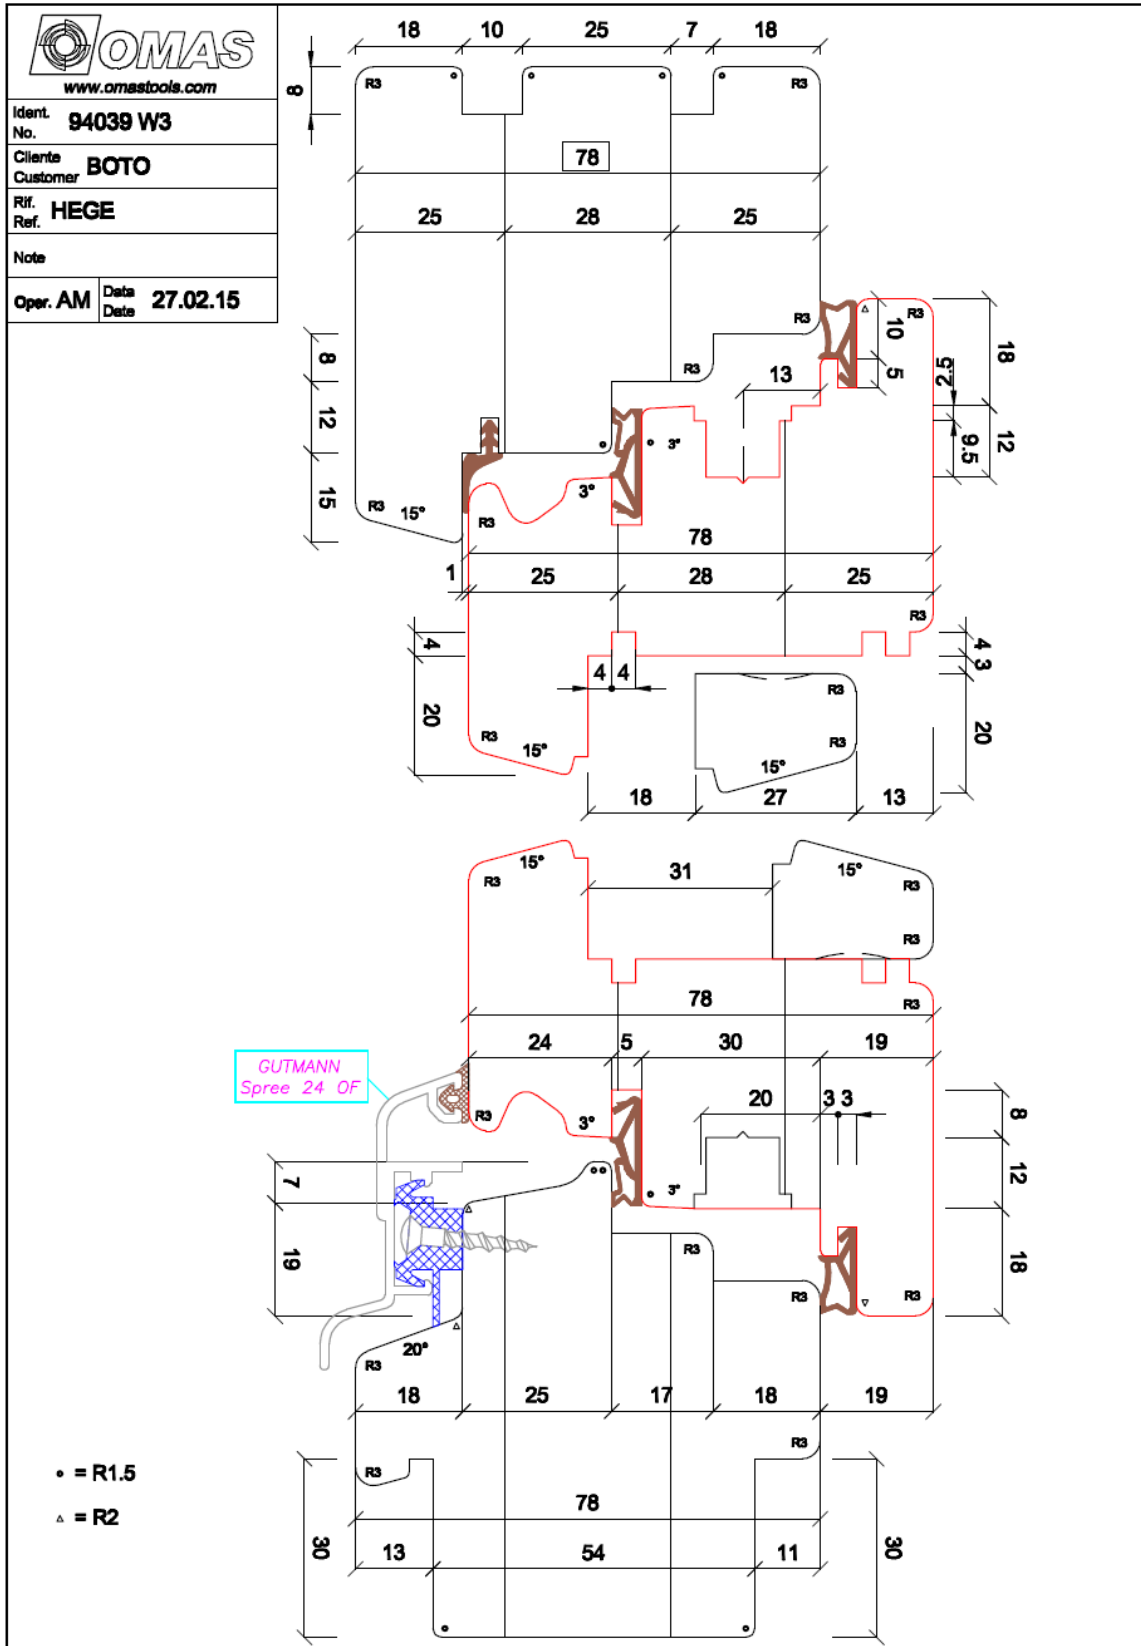 OMAS
www.omastools.com
Ident. No. 94039 W3
Cliente Customer BOTO
Rif. Ref. HEGE
Note
Oper. AM Data Date 27.02.15
18 10 25 7 18
8
R3 R3
78
25 28 25
R3 R3
10
18
8
R3
5
2.5
13
12
12
9.5
3°
3°
15
R3 15° R3
78
1 25 28 25
R3
4
4 3
4 4
R3
20
20
R3 15° R3
15°
18 27 13
15° 15°
31
R3 R3
R3
78
R3
24 5 30 19
GUTMANN
Spree 24 OF
20 3 3
8
R3 3°
12
7
3°
19
R3
18
R3 R3
20°
R3
18 25 17 18 19
R3
R3
= R1.5
78
= R2
30
30
13 54 11